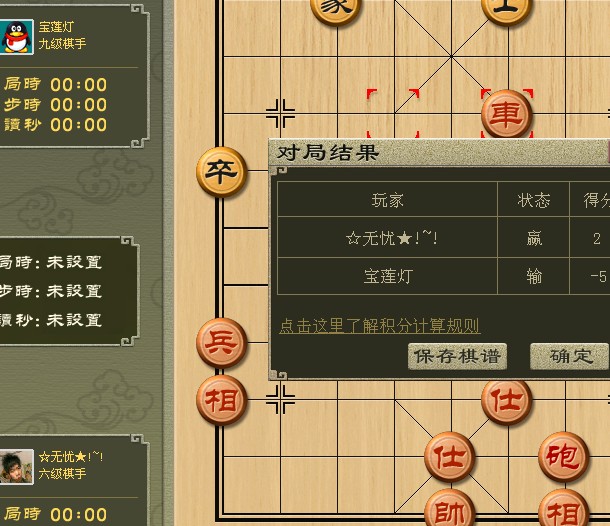 宝莲灯
九级棋手
局時 00:00
步時 00:00
讀秒 00:00
局時: 未設置
步時: 未設置
讀秒: 未設置
☆无忧★!~!
六级棋手
局時 00:00
象
士
車
卒
对局结果
玩家 状态 得分
☆无忧★!~! 赢 2
宝莲灯 输 -5
点击这里了解积分计算规则
保存棋谱 确定
兵
相
仕
仕
砲
帥
相